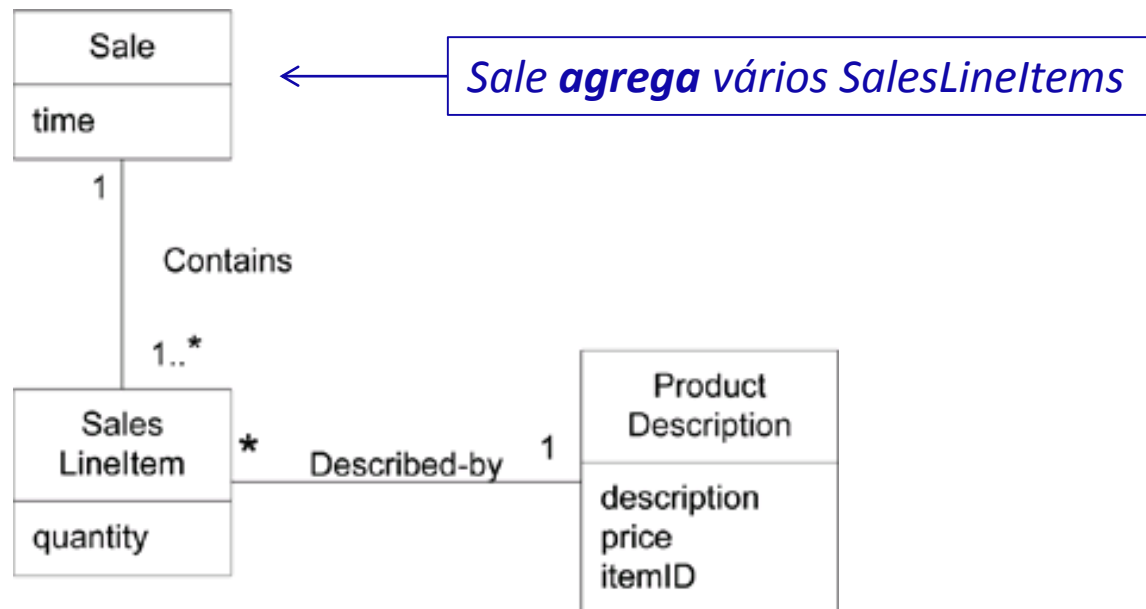 Sale
time
Sale agrega vários SalesLineItems
1
Contains
1..*
Sales
LineItem
quantity
*
Described-by
1
Product
Description
description
price
itemID